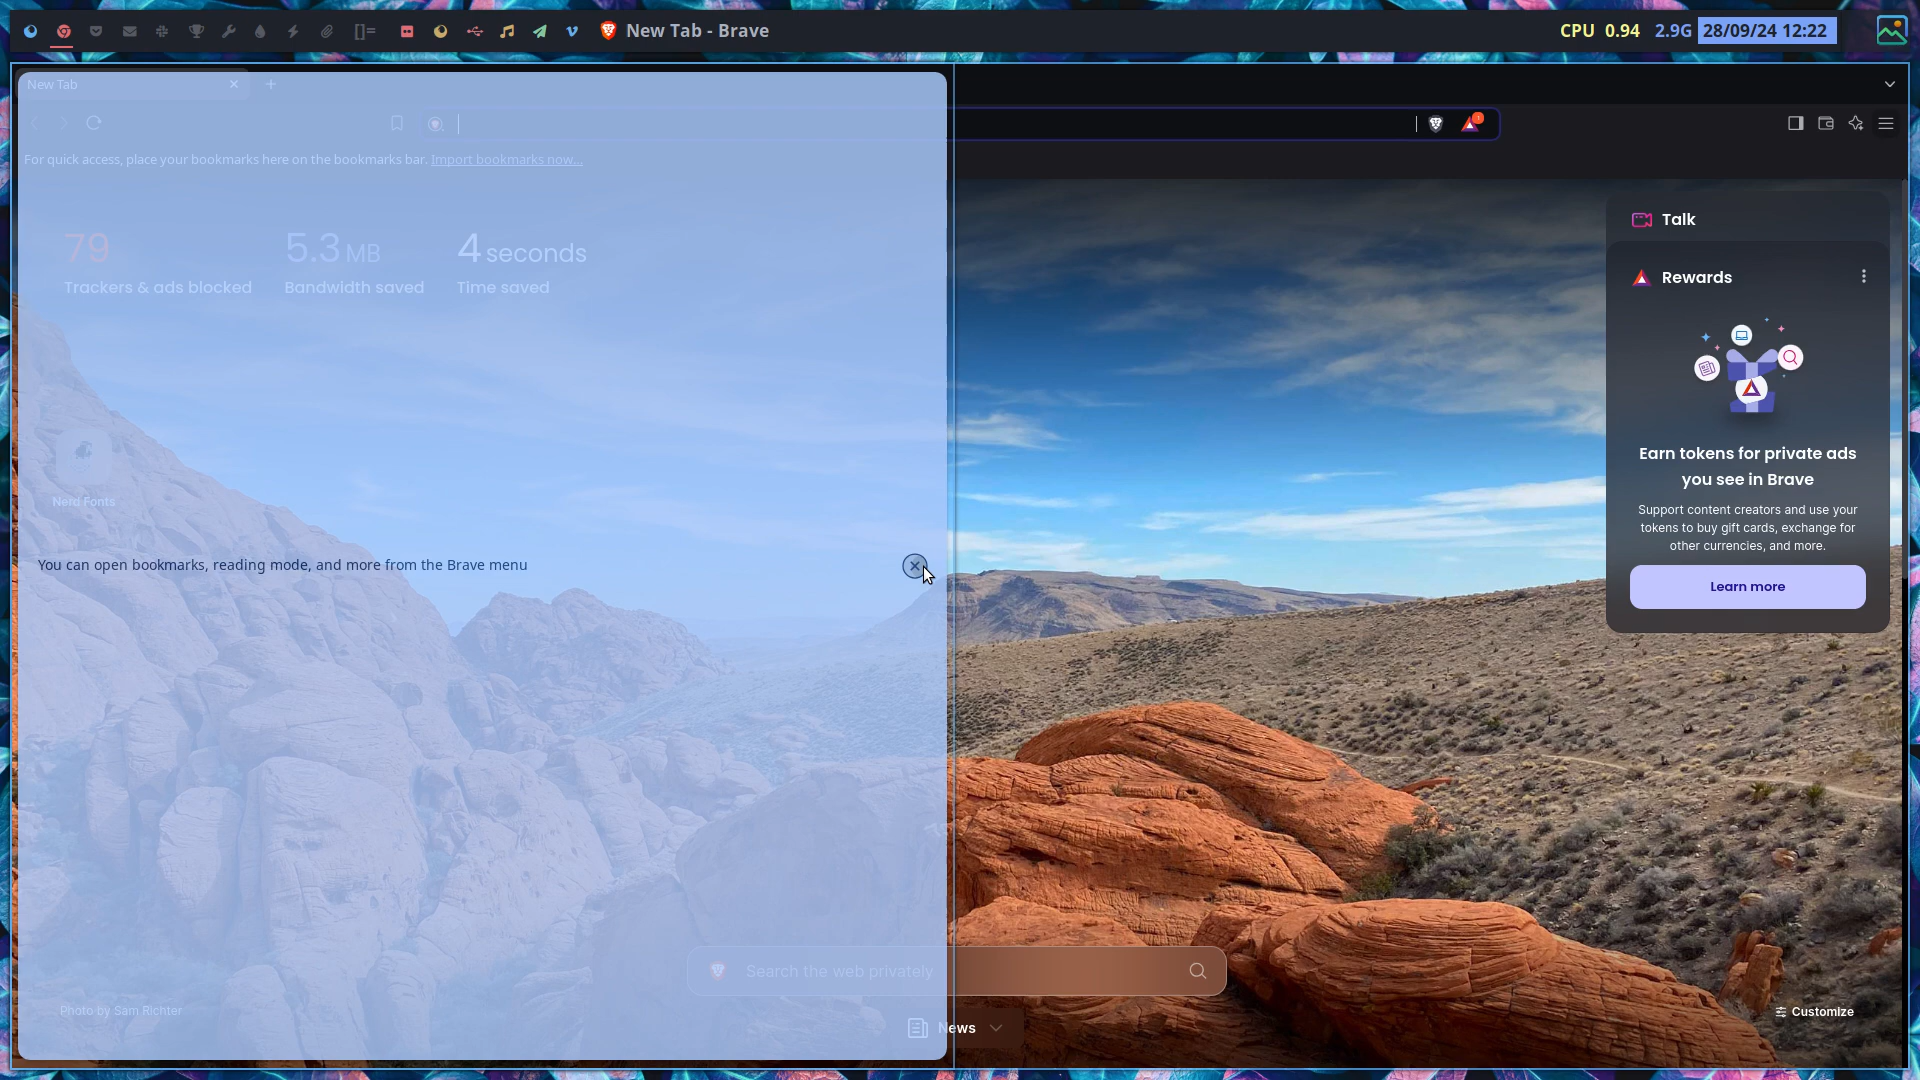 []=
New Tab - Brave
CPU 0.94 2.9G 28/09/24 12:22
New Tab
For quick access, place your bookmarks here on the bookmarks bar. Import bookmarks now...
79
Trackers & ads blocked
5.3 MB
Bandwidth saved
4 seconds
Time saved
Nerd Fonts
You can open bookmarks, reading mode, and more from the Brave menu
Talk
Rewards
Earn tokens for private ads
you see in Brave
Support content creators and use your
tokens to buy gift cards, exchange for
other currencies, and more.
Learn more
Search the web privately
Photo by Sam Richter
News
Customize